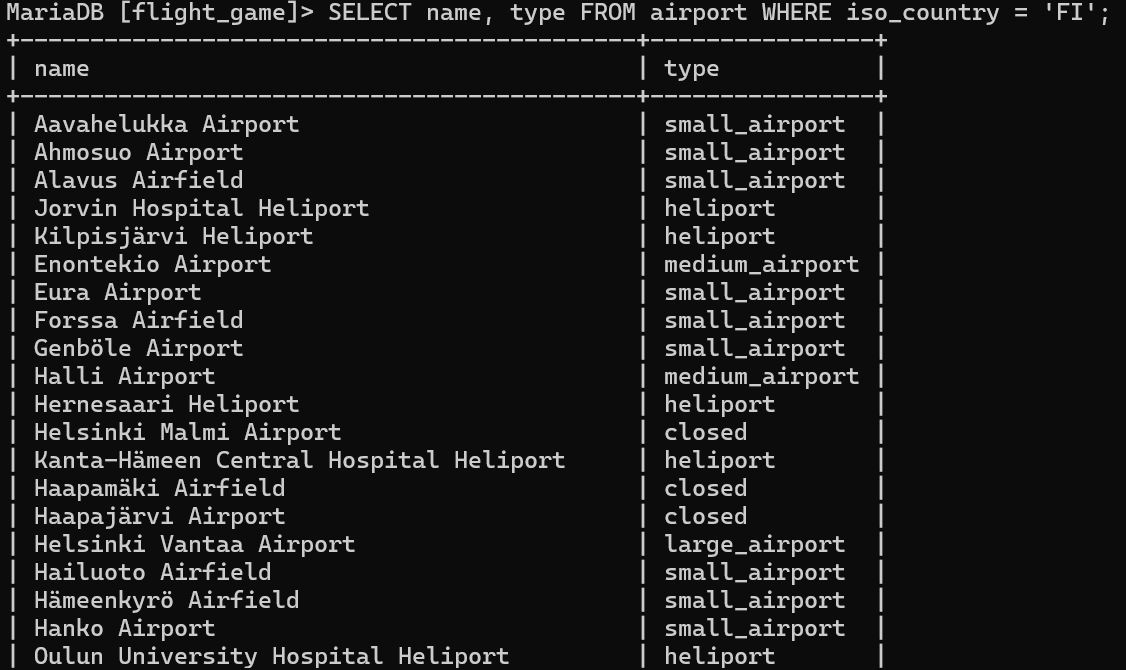 MariaDB [flight_game]> SELECT name, type FROM airport WHERE iso_country = 'FI';
+--------------------------------------------+----------------+
| name                                       | type           |
+--------------------------------------------+----------------+
| Aavahelukka Airport                        | small_airport  |
| Ahmosuo Airport                            | small_airport  |
| Alavus Airfield                            | small_airport  |
| Jorvin Hospital Heliport                   | heliport       |
| Kilpisjärvi Heliport                       | heliport       |
| Enontekio Airport                          | medium_airport |
| Eura Airport                               | small_airport  |
| Forssa Airfield                            | small_airport  |
| Genböle Airport                            | small_airport  |
| Halli Airport                              | medium_airport |
| Hernesaari Heliport                        | heliport       |
| Helsinki Malmi Airport                     | closed         |
| Kanta-Hämeen Central Hospital Heliport     | heliport       |
| Haapamäki Airfield                         | closed         |
| Haapajärvi Airport                         | closed         |
| Helsinki Vantaa Airport                    | large_airport  |
| Hailuoto Airfield                          | small_airport  |
| Hämeenkyrö Airfield                        | small_airport  |
| Hanko Airport                              | small_airport  |
| Oulun University Hospital Heliport         | heliport       |